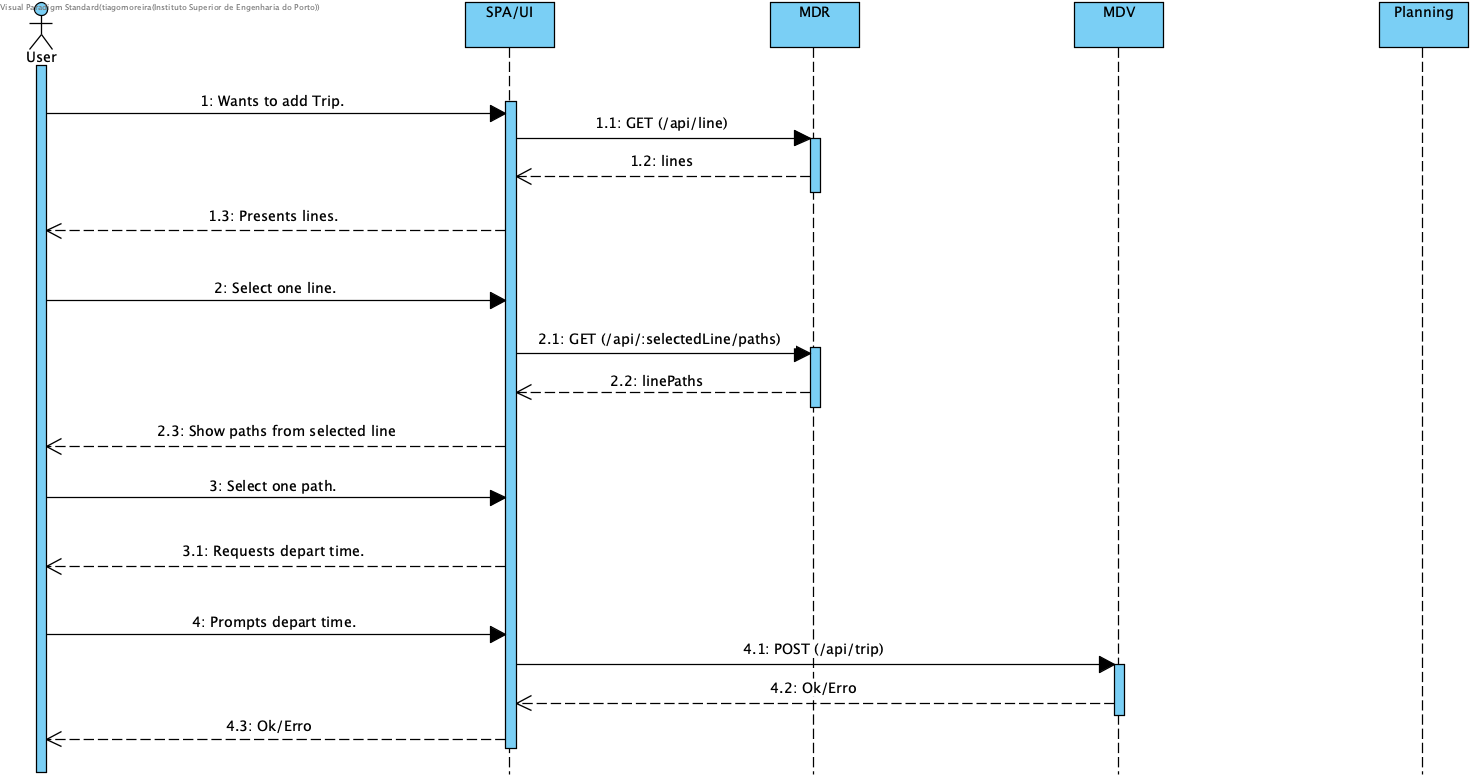 Visual Paradigm Standard(tiagomoreira(Instituto Superior de Engenharia do Porto))
SPA/UI
MDR
MDV
Planning
User
1: Wants to add Trip.
1.1: GET (/api/line)
1.2: lines
1.3: Presents lines.
2: Select one line.
2.1: GET (/api/:selectedLine/paths)
2.2: linePaths
2.3: Show paths from selected line
3: Select one path.
3.1: Requests depart time.
4: Prompts depart time.
4.1: POST (/api/trip)
4.2: Ok/Erro
4.3: Ok/Erro